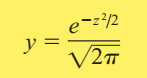 y = e^{-z²/2} / √(2π)